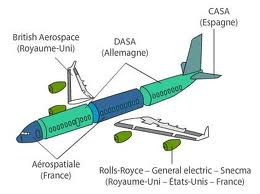 CASA
(Espagne)
British Aerospace
(Royaume-Uni)
DASA
(Allemagne)
Aérospatiale
(France)
Rolls-Royce – General electric – Snecma
(Royaume-Uni – États-Unis – France)